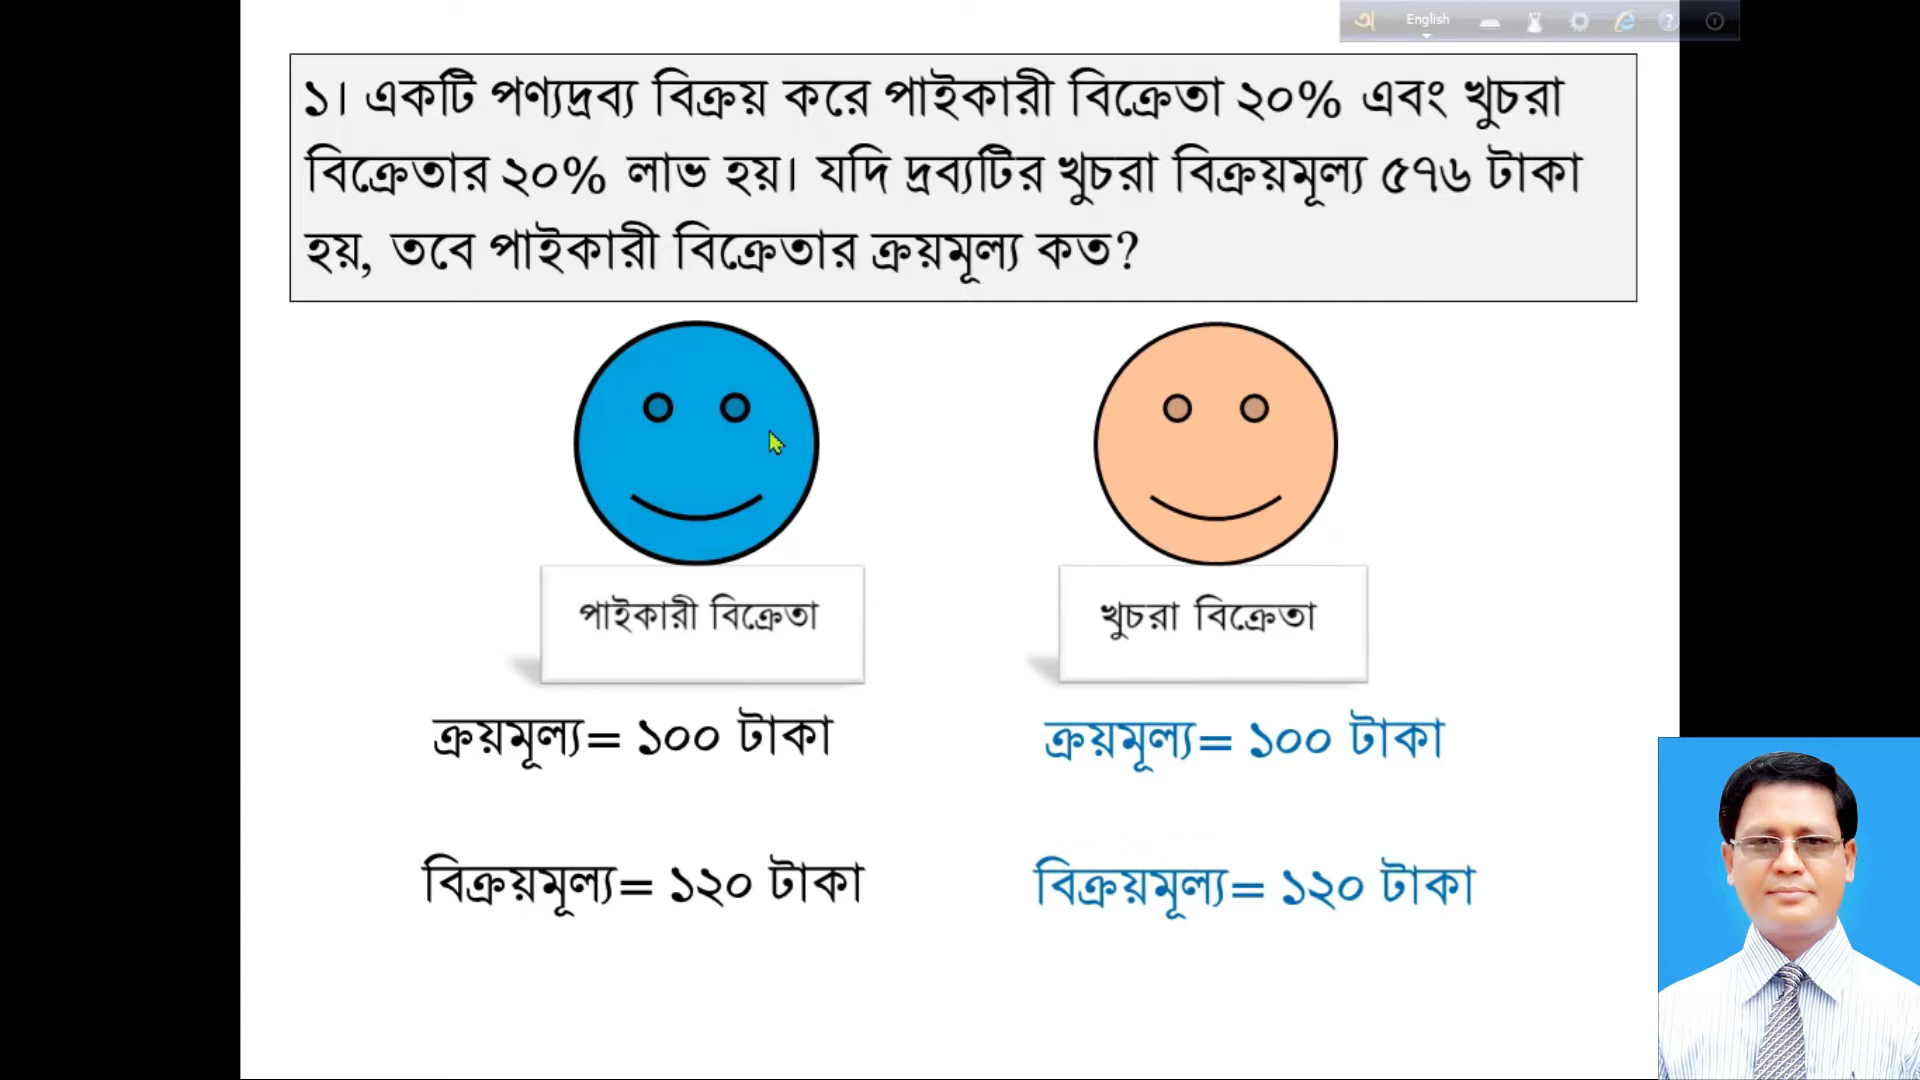 English
১। একটি পণ্যদ্রব্য বিক্রয় করে পাইকারী বিক্রেতা ২০% এবং খুচরা
বিক্রেতার ২০% লাভ হয়। যদি দ্রব্যটির খুচরা বিক্রয়মূল্য ৫৭৬ টাকা
হয়, তবে পাইকারী বিক্রেতার ক্রয়মূল্য কত?
পাইকারী বিক্রেতা
খুচরা বিক্রেতা
ক্রয়মূল্য= ১০০ টাকা
ক্রয়মূল্য= ১০০ টাকা
বিক্রয়মূল্য= ১২০ টাকা
বিক্রয়মূল্য= ১২০ টাকা